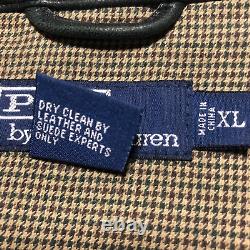 P
by
uren
DRY CLEAN BY
LEATHER AND
SUEDE EXPERTS
ONLY
MADE IN
CHINA
XL